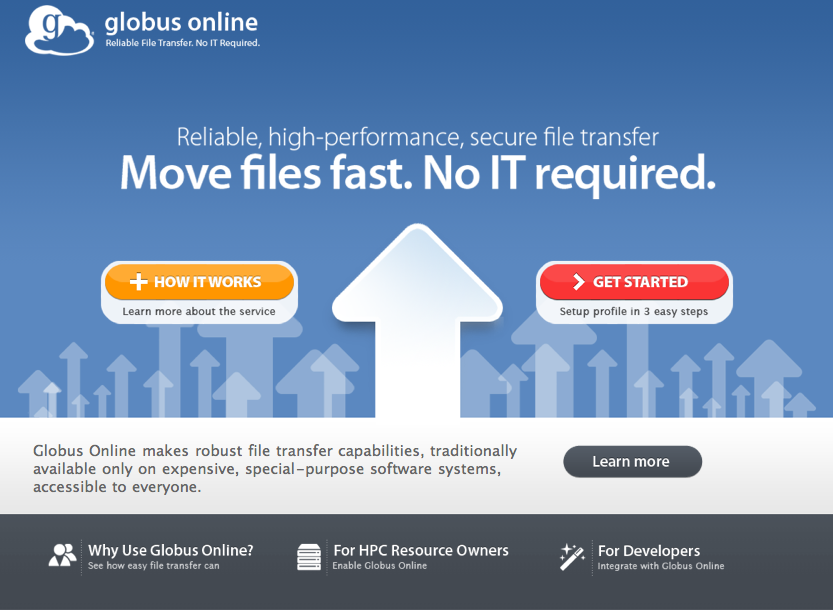 globus online
Reliable File Transfer. No IT Required.
Reliable, high-performance, secure file transfer
Move files fast. No IT required.
HOW IT WORKS
Learn more about the service
GET STARTED
Setup profile in 3 easy steps
Globus Online makes robust file transfer capabilities, traditionally
available only on expensive, special-purpose software systems,
accessible to everyone.
Learn more
Why Use Globus Online?
See how easy file transfer can
For HPC Resource Owners
Enable Globus Online
For Developers
Integrate with Globus Online